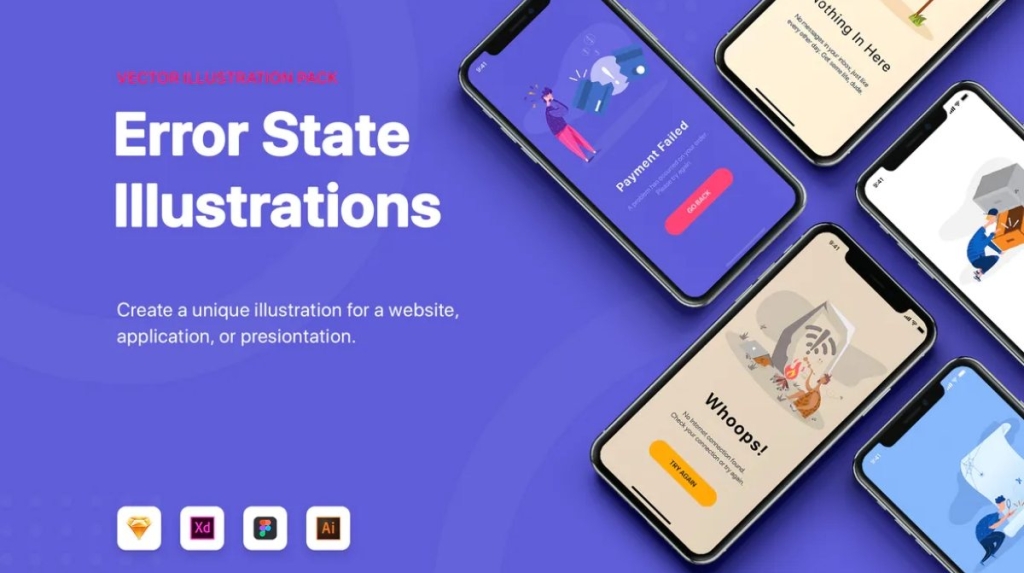 VECTOR ILLUSTRATION PACK
Error State
Illustrations
Create a unique illustration for a website,
application, or presiontation.
Xd
Ai
9:41
Payment Failed
A problem has occurred on your order.
Please try again.
GO BACK
Nothing In Here
No messages in your inbox, just like
every other day. Get some life, dude.
9:41
9:41
Whoops!
No Internet connection found.
Check your connection or try again.
TRY AGAIN
9:41